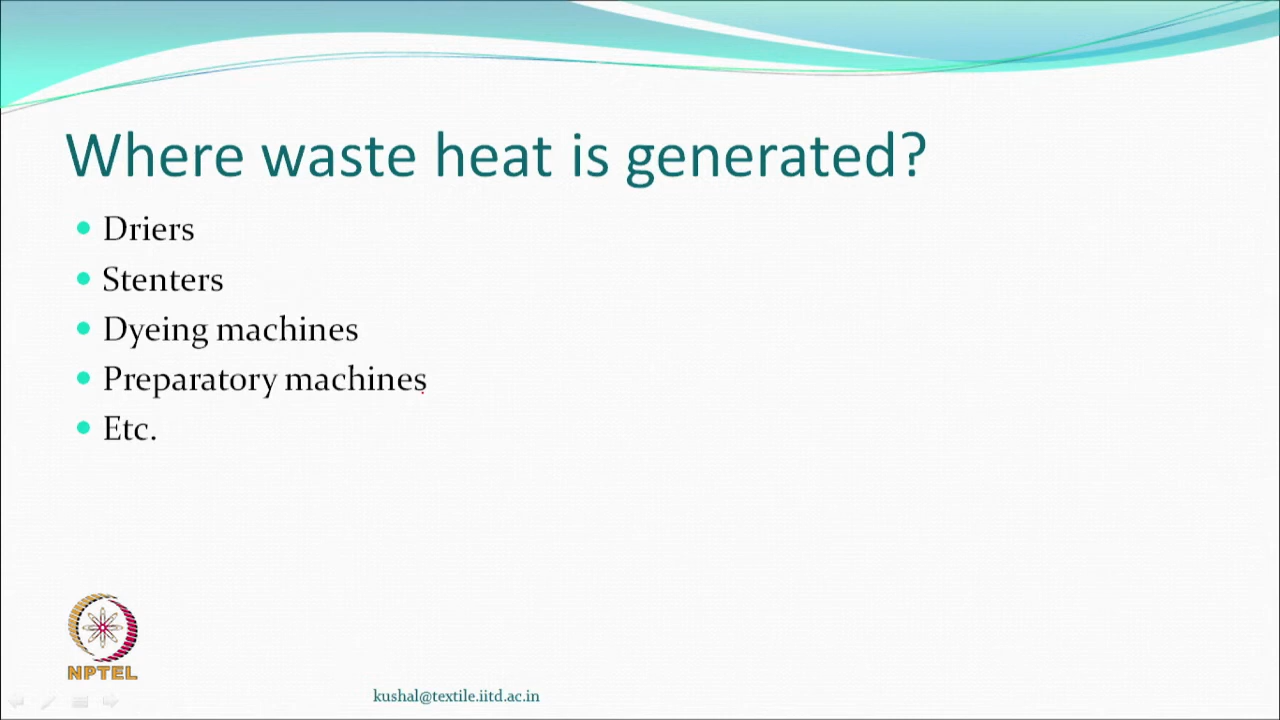 Where waste heat is generated?
Driers
Stenters
Dyeing machines
Preparatory machines
Etc.
NPTEL
kushal@textile.iitd.ac.in